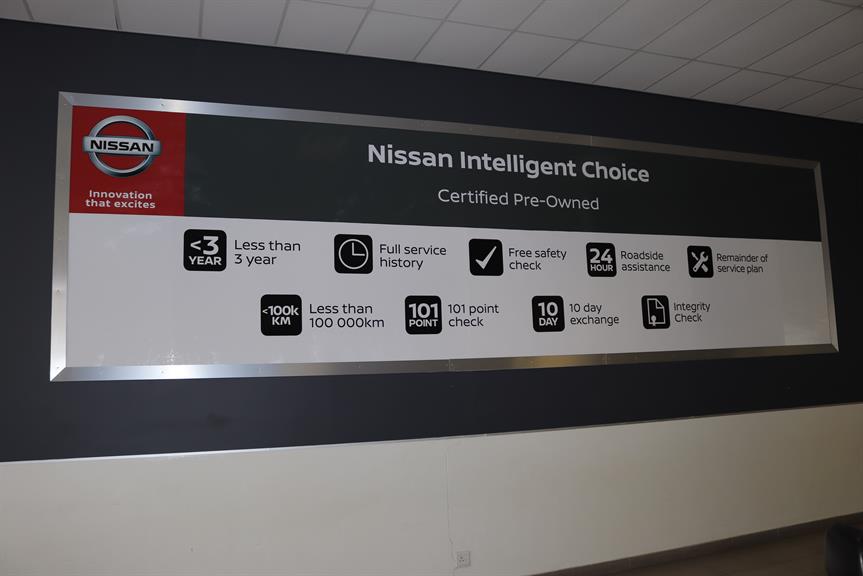 NISSAN
Innovation
that excites
Nissan Intelligent Choice
Certified Pre-Owned
<3
YEAR
Less than
3 year
Full service
history
Free safety
check
24
HOUR
Roadside
assistance
Remainder of
service plan
<100k
KM
Less than
100 000km
101
POINT
101 point
check
10
DAY
10 day
exchange
Integrity
Check